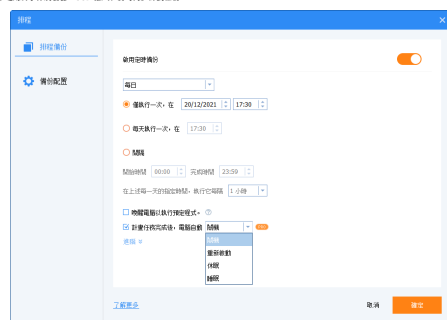 排程
排程備份
備份配置
啟用定時備份
每日
僅執行一次，在 20/12/2021 17:30
每天執行一次，在 17:30
間隔
開始時間 00:00 完成時間 23:59
在上述每一天的指定時間，執行它每隔 1 小時
喚醒電腦以執行預定程式。
計畫任務完成後，電腦自動 關機
進階
關機
重新啟動
休眠
睡眠
了解更多
取消 確定